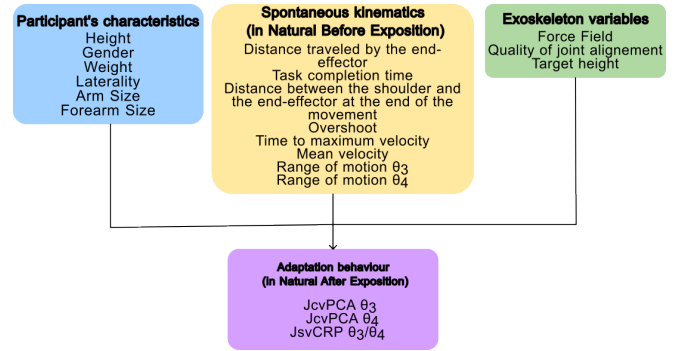 Participant's characteristics
Height
Gender
Weight
Laterality
Arm Size
Forearm Size
Spontaneous kinematics
(in Natural Before Exposition)
Distance traveled by the end-
effector
Task completion time
Distance between the shoulder and
the end-effector at the end of the
movement
Overshoot
Time to maximum velocity
Mean velocity
Range of motion θ3
Range of motion θ4
Exoskeleton variables
Force Field
Quality of joint alignement
Target height
Adaptation behaviour
(in Natural After Exposition)
JcvPCA θ3
JcvPCA θ4
JsvCRP θ3/θ4